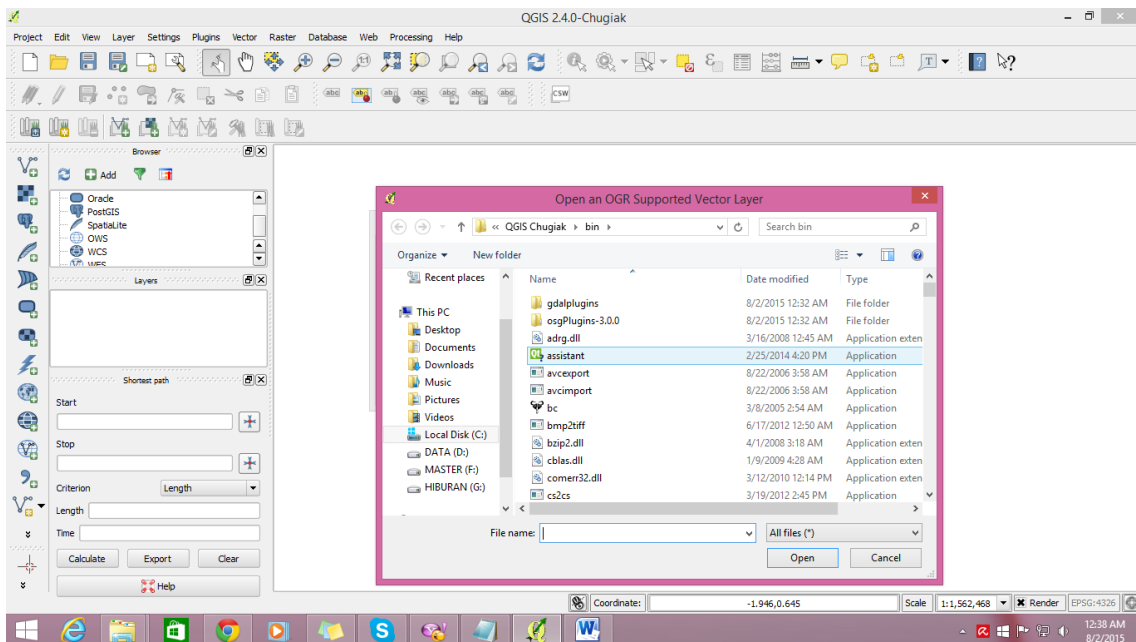 QGIS 2.4.0-Chugiak
Project Edit View Layer Settings Plugins Vector Raster Database Web Processing Help
abc abc abc abc abc abc abc CSW
Browser
Add
Oracle
PostGIS
SpatiaLite
OWS
WCS
WFS
Layers
Shortest path
Start
Stop
Criterion Length
Length
Time
Calculate Export Clear
Help
Open an OGR Supported Vector Layer
« QGIS Chugiak bin Search bin
Organize New folder
Recent places
This PC
Desktop
Documents
Downloads
Music
Pictures
Videos
Local Disk (C:)
DATA (D:)
MASTER (F:)
HIBURAN (G:)
Name Date modified Type
gdalplugins 8/2/2015 12:32 AM File folder
osgPlugins-3.0.0 8/2/2015 12:32 AM File folder
adrg.dll 3/16/2008 12:45 AM Application exten
assistant 2/25/2014 4:20 PM Application
avcexport 8/22/2006 3:58 AM Application
avcimport 8/22/2006 3:58 AM Application
bc 3/8/2005 2:54 AM Application
bmp2tiff 6/17/2012 12:50 AM Application
bzip2.dll 4/1/2008 3:18 AM Application exten
cblas.dll 1/9/2009 4:28 AM Application exten
comerr32.dll 3/12/2010 12:14 PM Application exten
cs2cs 3/19/2012 2:45 PM Application
File name: All files (*)
Open Cancel
Coordinate: -1.946,0.645 Scale 1:1,562,468 Render EPSG:4326
12:38 AM
8/2/2015